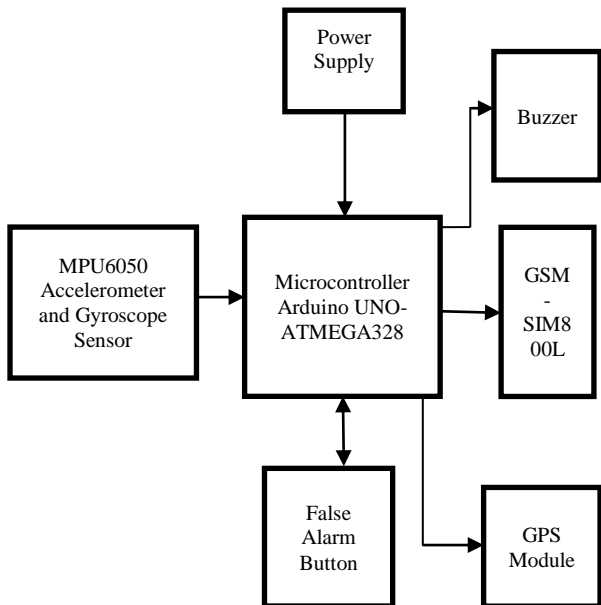 Power
Supply
Buzzer
MPU6050
Accelerometer
and Gyroscope
Sensor
Microcontroller
Arduino UNO-
ATMEGA328
GSM
-
SIM8
00L
False
Alarm
Button
GPS
Module